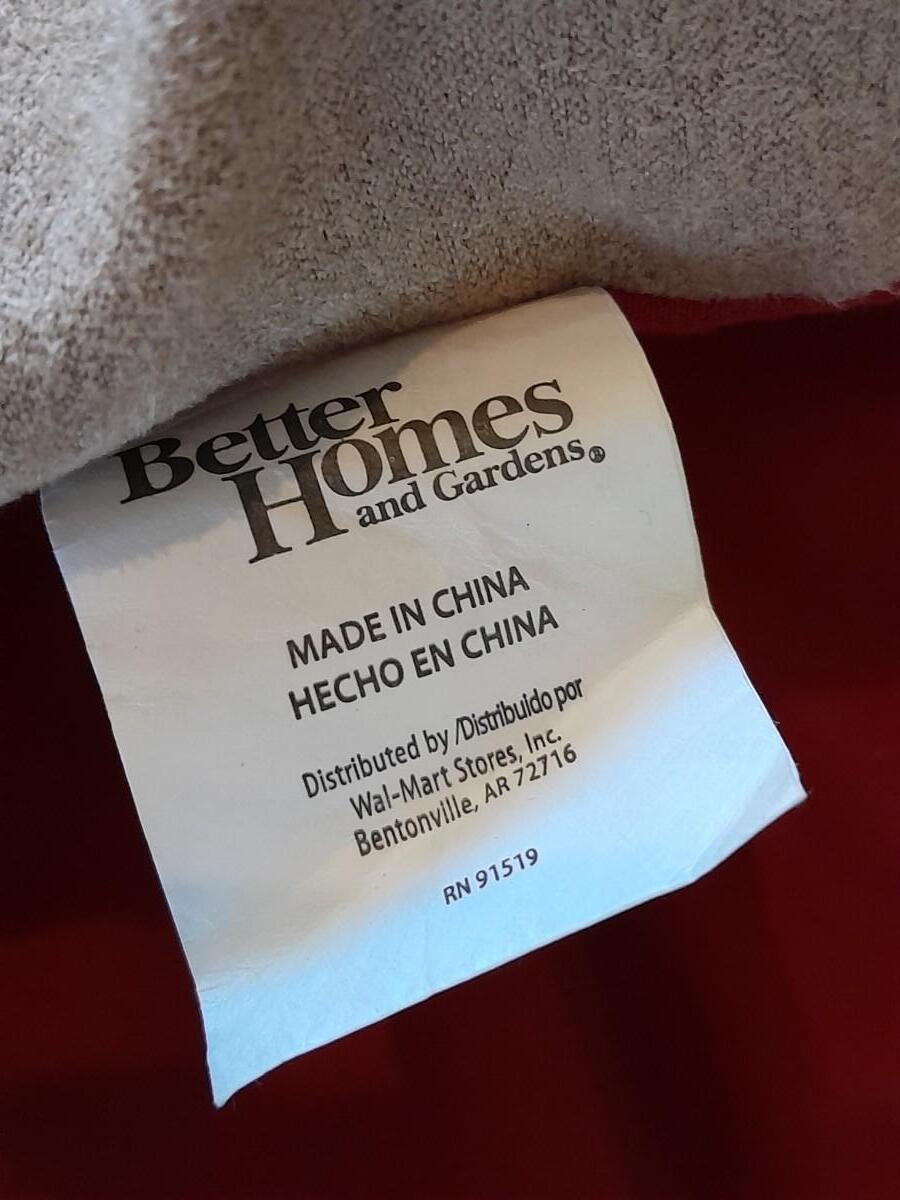 Better
Homes
and Gardens®
MADE IN CHINA
HECHO EN CHINA
Distributed by /Distribuido por
Wal-Mart Stores, Inc.
Bentonville, AR 72716
RN 91519